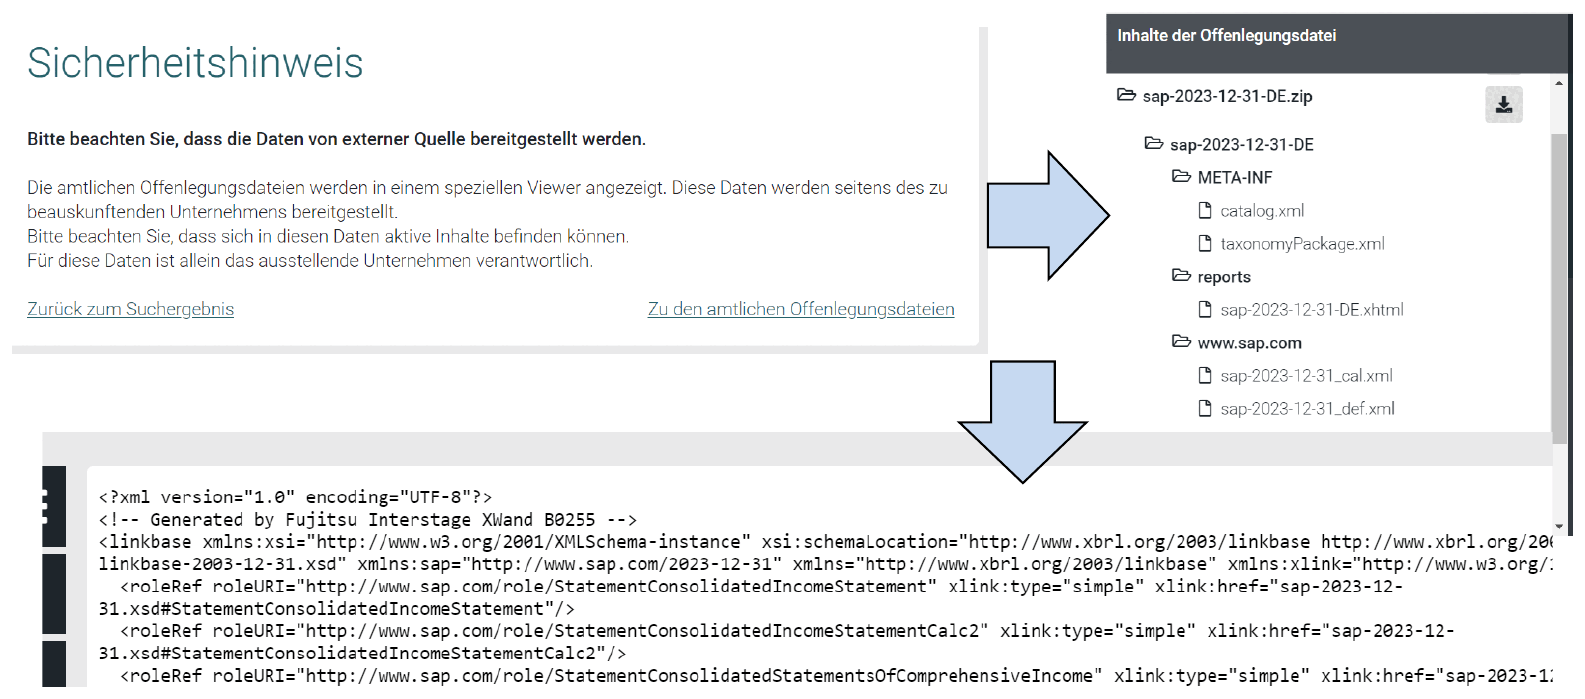 Sicherheitshinweis
Bitte beachten Sie, dass die Daten von externer Quelle bereitgestellt werden.
Die amtlichen Offenlegungsdateien werden in einem speziellen Viewer angezeigt. Diese Daten werden seitens des zu
beauskunftenden Unternehmens bereitgestellt.
Bitte beachten Sie, dass sich in diesen Daten aktive Inhalte befinden können.
Für diese Daten ist allein das ausstellende Unternehmen verantwortlich.
Zurück zum Suchergebnis
Zu den amtlichen Offenlegungsdateien
Inhalte der Offenlegungsdatei
sap-2023-12-31-DE.zip
sap-2023-12-31-DE
META-INF
catalog.xml
taxonomyPackage.xml
reports
sap-2023-12-31-DE.xhtml
www.sap.com
sap-2023-12-31_cal.xml
sap-2023-12-31_def.xml
<?xml version="1.0" encoding="UTF-8"?>
<!-- Generated by Fujitsu Interstage XWand B0255 -->
<linkbase xmlns:xsi="http://www.w3.org/2001/XMLSchema-instance" xsi:schemaLocation="http://www.xbrl.org/2003/linkbase http://www.xbrl.org/200
linkbase-2003-12-31.xsd" xmlns:sap="http://www.sap.com/2023-12-31" xmlns="http://www.xbrl.org/2003/linkbase" xmlns:xlink="http://www.w3.org/1
<roleRef roleURI="http://www.sap.com/role/StatementConsolidatedIncomeStatement" xlink:type="simple" xlink:href="sap-2023-12-
31.xsd#StatementConsolidatedIncomeStatement"/>
<roleRef roleURI="http://www.sap.com/role/StatementConsolidatedIncomeStatementCalc2" xlink:type="simple" xlink:href="sap-2023-12-
31.xsd#StatementConsolidatedIncomeStatementCalc2"/>
<roleRef roleURI="http://www.sap.com/role/StatementConsolidatedStatementsOfComprehensiveIncome" xlink:type="simple" xlink:href="sap-2023-12